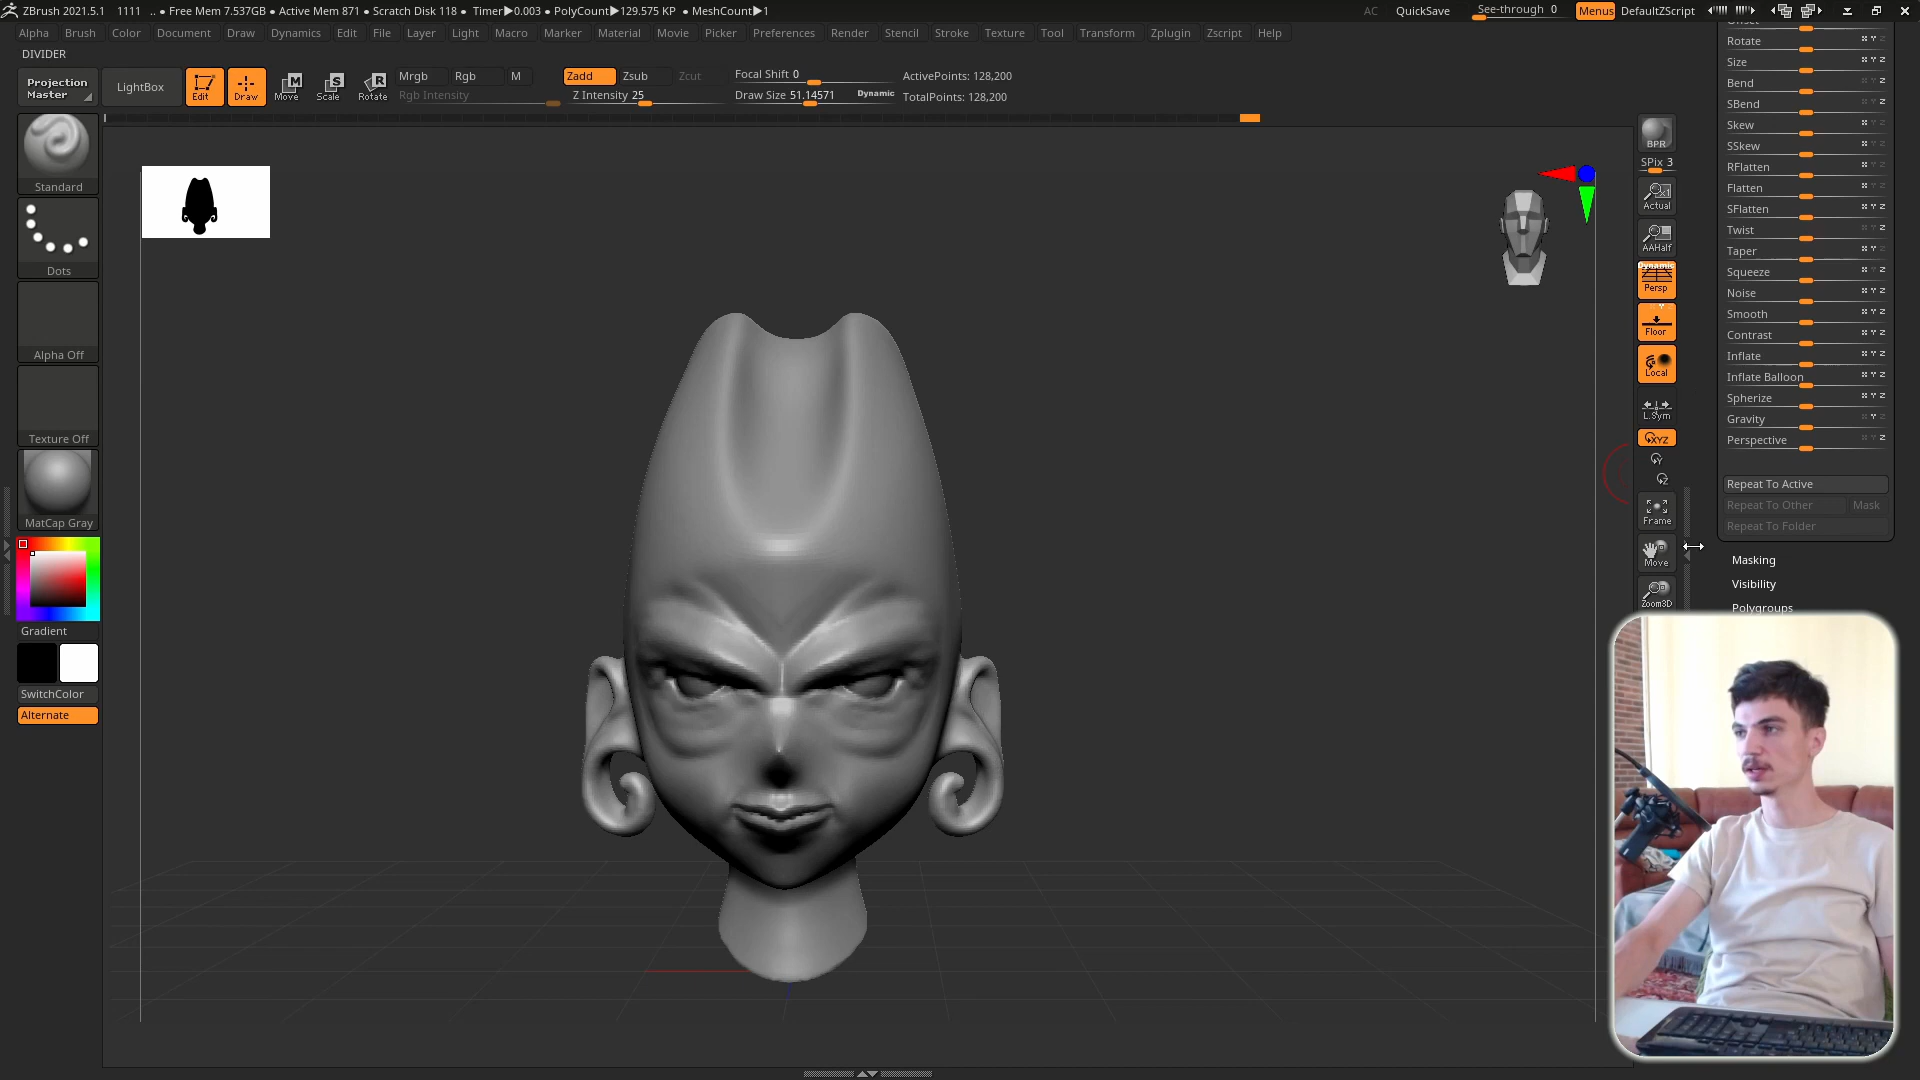 ZBrush 2021.5.1 1111 .. • Free Mem 7.537GB • Active Mem 871 • Scratch Disk 118 • Timer▶0.003 • PolyCount▶129.575 KP • MeshCount▶1 AC QuickSave See-through 0 Menus DefaultZScript
Alpha Brush Color Document Draw Dynamics Edit File Layer Light Macro Marker Material Movie Picker Preferences Render Stencil Stroke Texture Tool Transform Zplugin Zscript Help
DIVIDER
Projection Master
LightBox
Edit Draw Move Scale Rotate
Mrgb Rgb M
Rgb Intensity
Zadd Zsub Zcut
Z Intensity 25
Focal Shift 0
Draw Size 51.14571 Dynamic
ActivePoints: 128,200
TotalPoints: 128,200
Standard
Dots
Alpha Off
Texture Off
MatCap Gray
Gradient
SwitchColor
Alternate
BPR
SPix 3
Actual
AAHalf
Dynamic
Persp
Floor
Local
L.Sym
XYZ
Y
Z
Frame
Move
Zoom3D
Rotate
Size
Bend
SBend
Skew
SSkew
RFlatten
Flatten
SFlatten
Twist
Taper
Squeeze
Noise
Smooth
Contrast
Inflate
Inflate Balloon
Spherize
Gravity
Perspective
Repeat To Active
Repeat To Other Mask
Repeat To Folder
Masking
Visibility
Polygroups